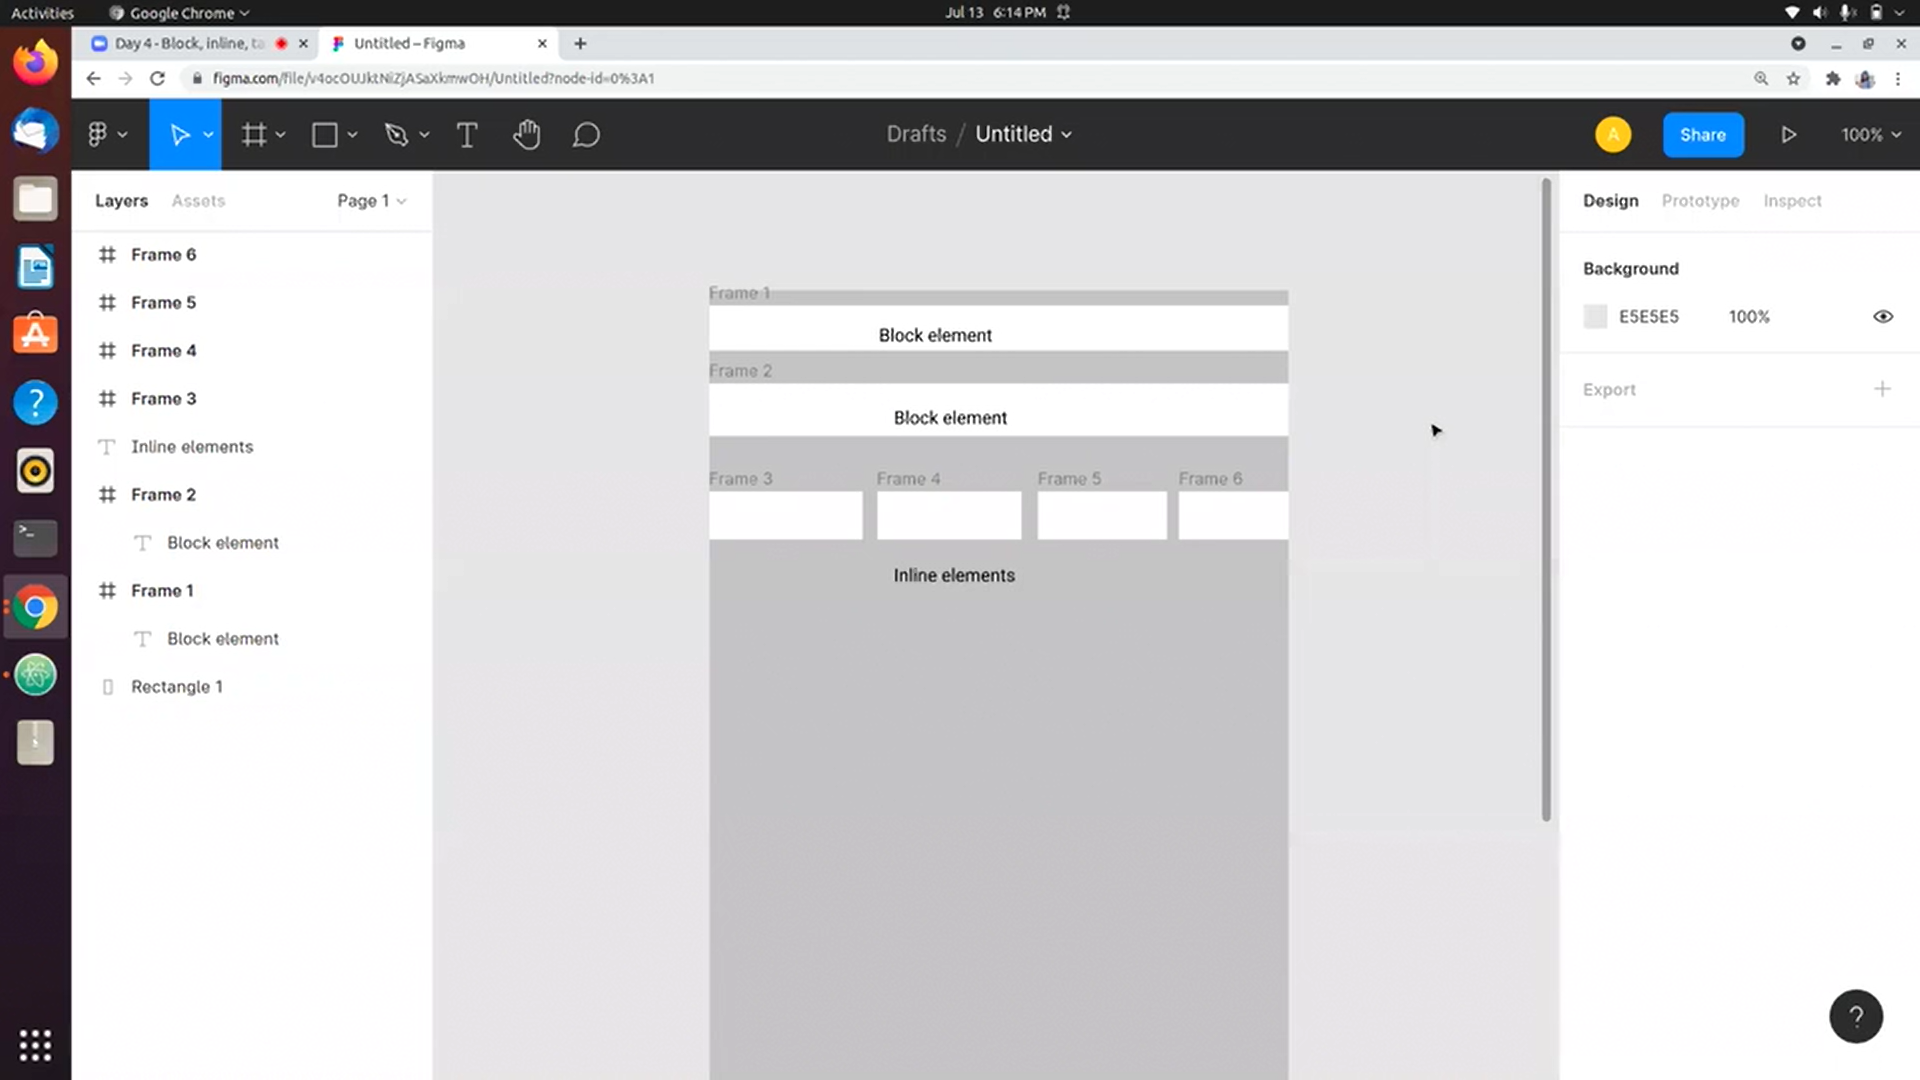 Activities
Google Chrome
Jul 13 6:14 PM
Day 4 - Block, inline, ta
Untitled – Figma
figma.com/file/v4ocOUJktNiZjASaXkmwOH/Untitled?node-id=0%3A1
Drafts / Untitled
A
Share
100%
Layers
Assets
Page 1
Frame 6
Frame 5
Frame 4
Frame 3
Inline elements
Frame 2
Block element
Frame 1
Block element
Rectangle 1
Frame 1
Block element
Frame 2
Block element
Frame 3
Frame 4
Frame 5
Frame 6
Inline elements
Design
Prototype
Inspect
Background
E5E5E5
100%
Export
?